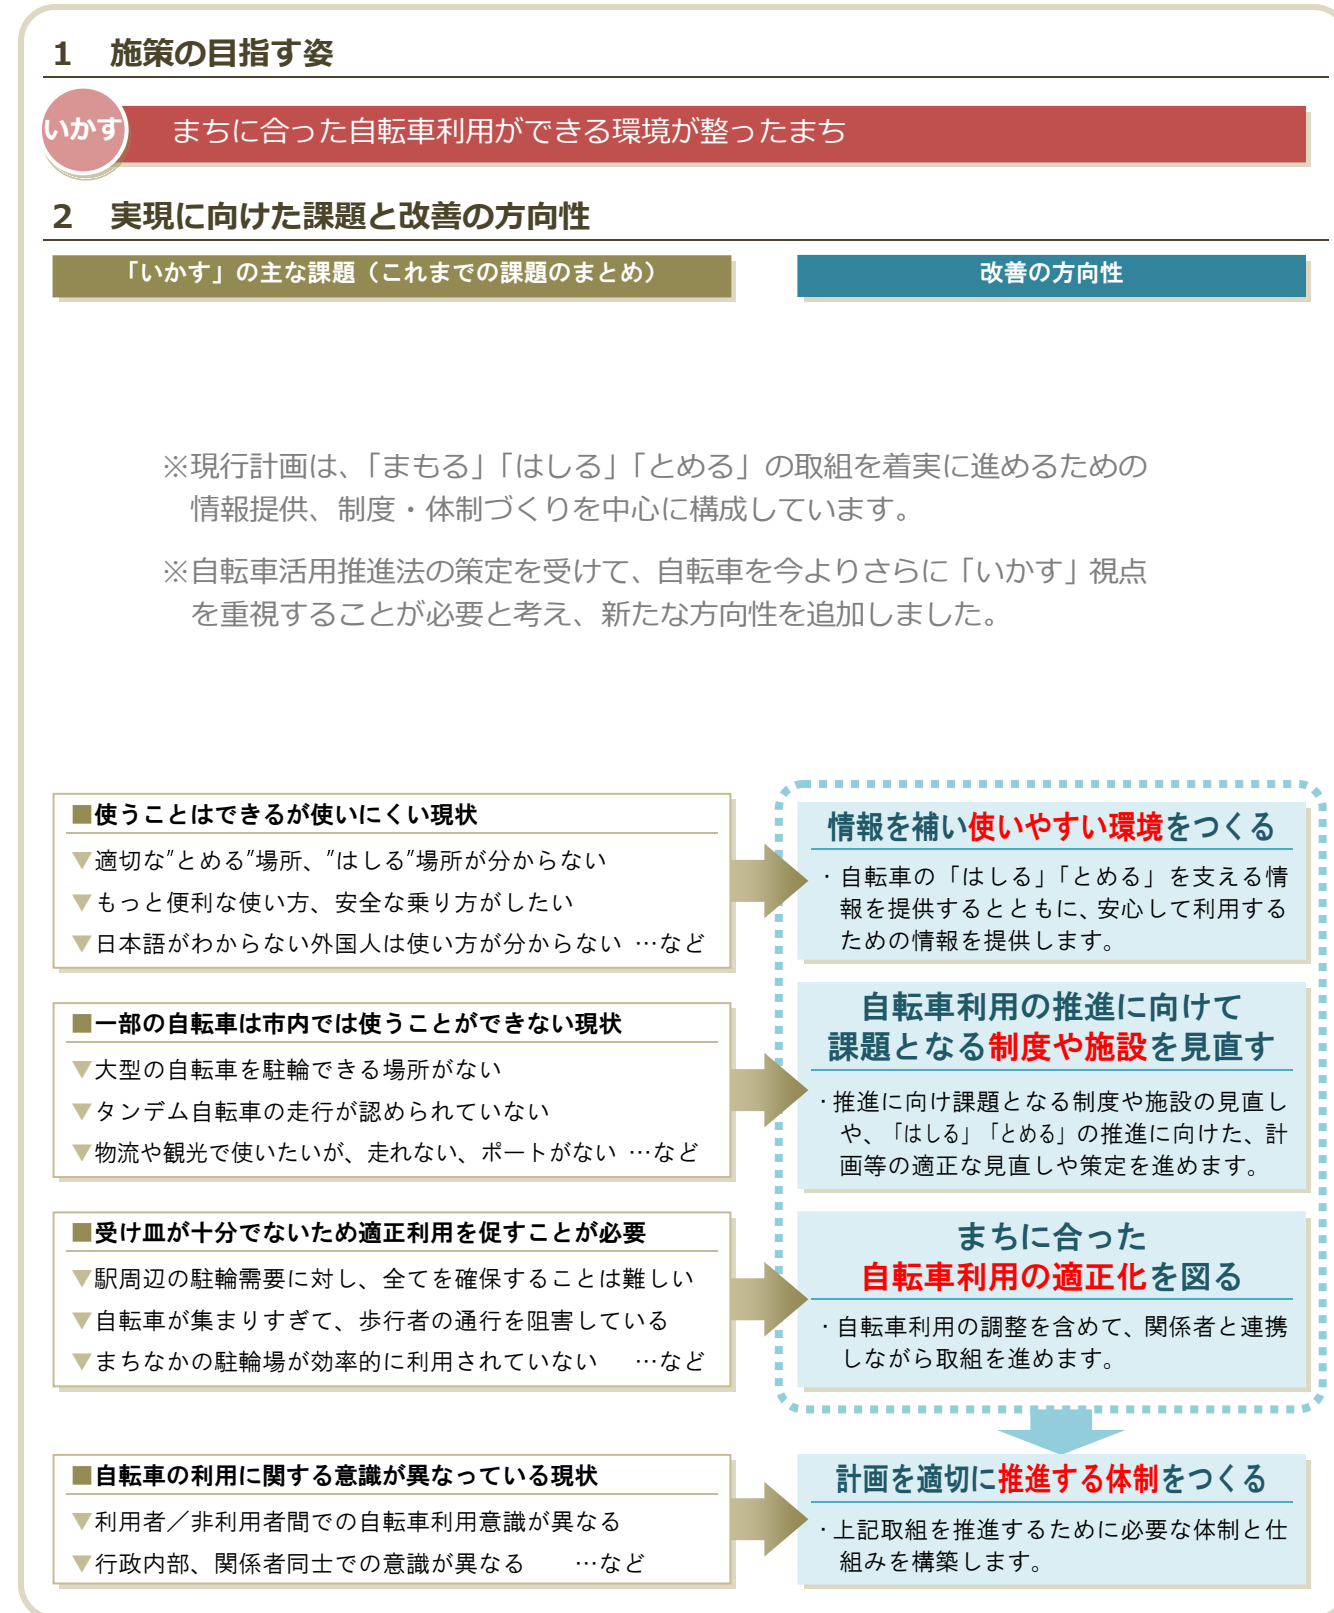 1 施策の目指す姿
いかす
まちに合った自転車利用ができる環境が整ったまち
2 実現に向けた課題と改善の方向性
「いかす」の主な課題（これまでの課題のまとめ）
改善の方向性
※現行計画は、「まもる」「はしる」「とめる」の取組を着実に進めるための
情報提供、制度・体制づくりを中心に構成しています。
※自転車活用推進法の策定を受けて、自転車を今よりさらに「いかす」視点
を重視することが必要と考え、新たな方向性を追加しました。
■使うことはできるが使いにくい現状
▼適切な″とめる″場所、″はしる″場所が分からない
▼もっと便利な使い方、安全な乗り方がしたい
▼日本語がわからない外国人は使い方が分からない …など
情報を補い使いやすい環境をつくる
・自転車の「はしる」「とめる」を支える情
報を提供するとともに、安心して利用する
ための情報を提供します。
■一部の自転車は市内では使うことができない現状
▼大型の自転車を駐輪できる場所がない
▼タンデム自転車の走行が認められていない
▼物流や観光で使いたいが、走れない、ポートがない …など
自転車利用の推進に向けて
課題となる制度や施設を見直す
・推進に向け課題となる制度や施設の見直し
や、「はしる」「とめる」の推進に向けた、計
画等の適正な見直しや策定を進めます。
■受け皿が十分でないため適正利用を促すことが必要
▼駅周辺の駐輪需要に対し、全てを確保することは難しい
▼自転車が集まりすぎて、歩行者の通行を阻害している
▼まちなかの駐輪場が効率的に利用されていない …など
まちに合った
自転車利用の適正化を図る
・自転車利用の調整を含めて、関係者と連携
しながら取組を進めます。
■自転車の利用に関する意識が異なっている現状
▼利用者／非利用者間での自転車利用意識が異なる
▼行政内部、関係者同士での意識が異なる …など
計画を適切に推進する体制をつくる
・上記取組を推進するために必要な体制と仕
組みを構築します。